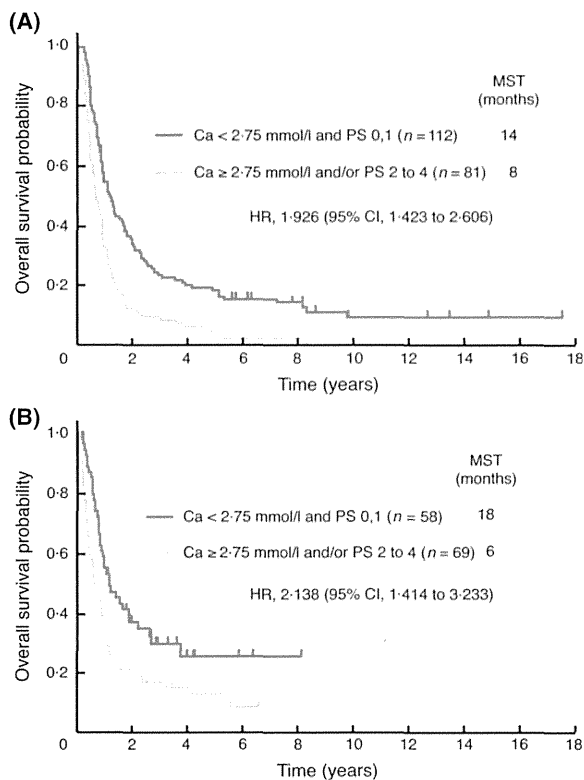 (A)
1·0
0·8
0·6
0·4
0·2
Overall survival probability
MST
(months)
Ca < 2·75 mmol/l and PS 0,1 (n = 112) 14
Ca ≥ 2·75 mmol/l and/or PS 2 to 4 (n = 81) 8
HR, 1·926 (95% CI, 1·423 to 2·606)
0 2 4 6 8 10 12 14 16 18
Time (years)
(B)
1·0
0·8
0·6
0·4
0·2
Overall survival probability
MST
(months)
Ca < 2·75 mmol/l and PS 0,1 (n = 58) 18
Ca ≥ 2·75 mmol/l and/or PS 2 to 4 (n = 69) 6
HR, 2·138 (95% CI, 1·414 to 3·233)
0 2 4 6 8 10 12 14 16 18
Time (years)